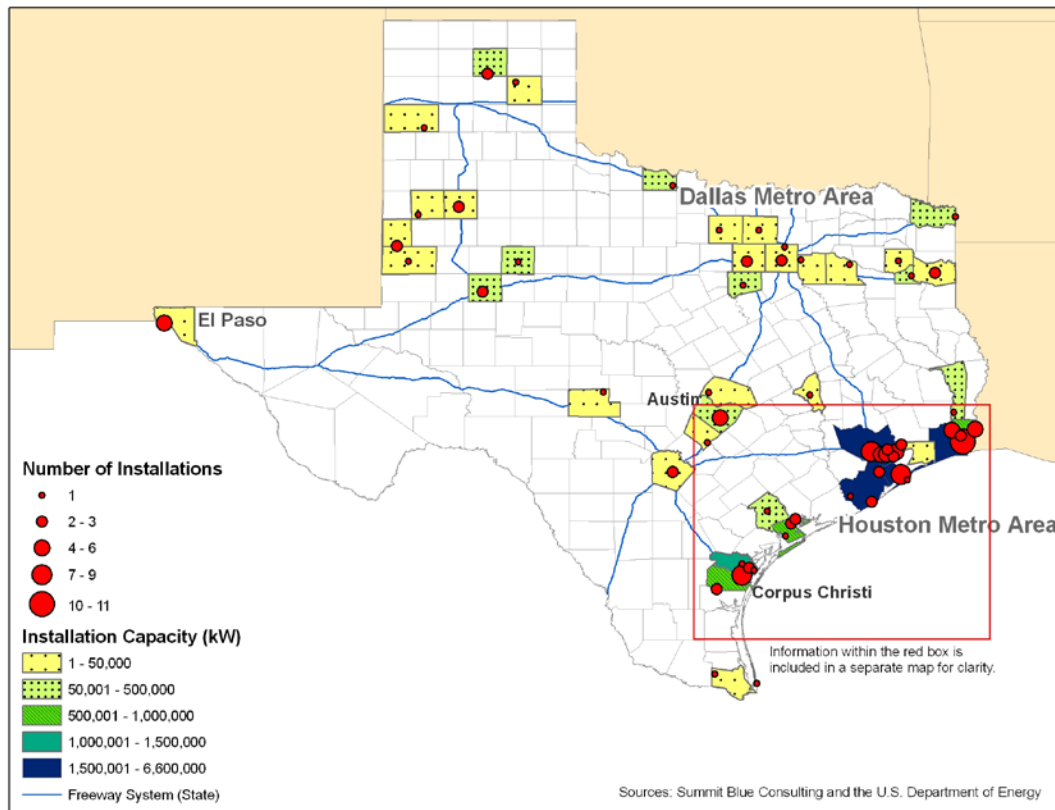 Dallas Metro Area
El Paso
Austin
Houston Metro Area
Corpus Christi
Information within the red box is
included in a separate map for clarity.
Number of Installations
1
2 - 3
4 - 6
7 - 9
10 - 11
Installation Capacity (kW)
1 - 50,000
50,001 - 500,000
500,001 - 1,000,000
1,000,001 - 1,500,000
1,500,001 - 6,600,000
Freeway System (State)
Sources: Summit Blue Consulting and the U.S. Department of Energy